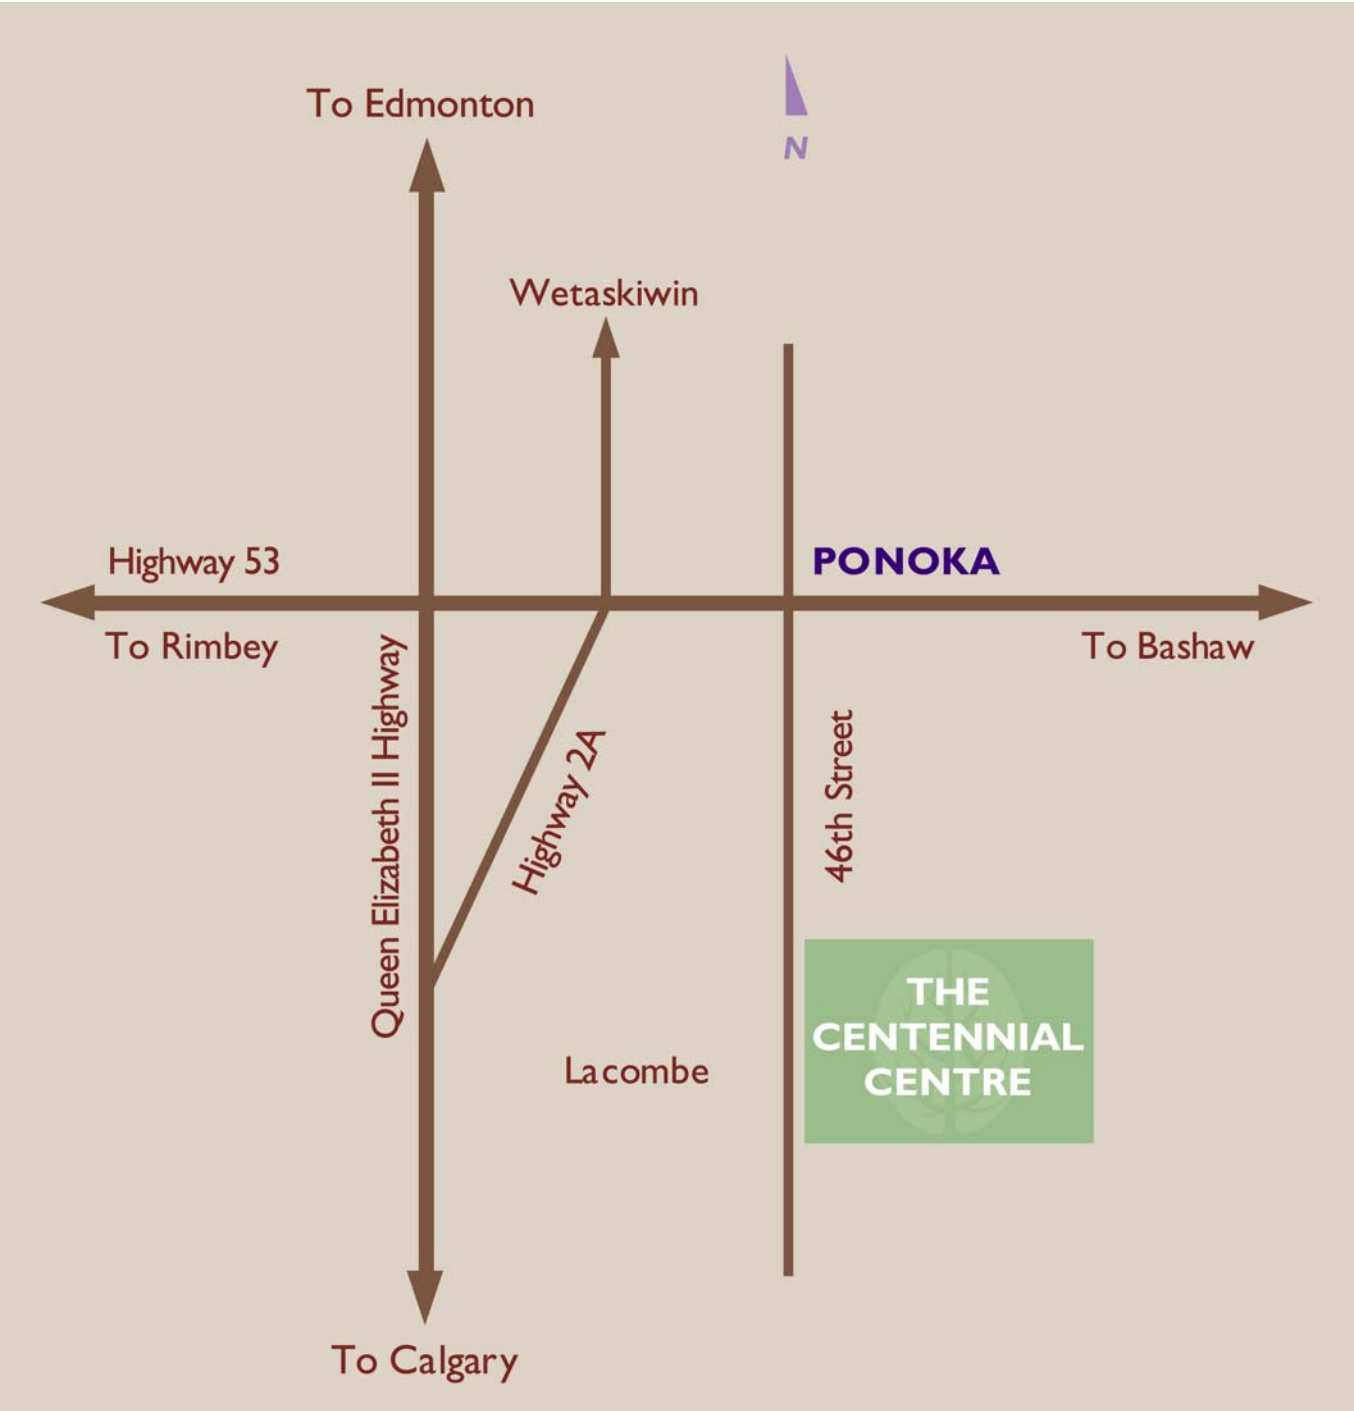 To Edmonton
N
Wetaskiwin
Highway 53
PONOKA
To Rimbey
To Bashaw
Queen Elizabeth II Highway
Highway 2A
46th Street
THE
CENTENNIAL
CENTRE
Lacombe
To Calgary